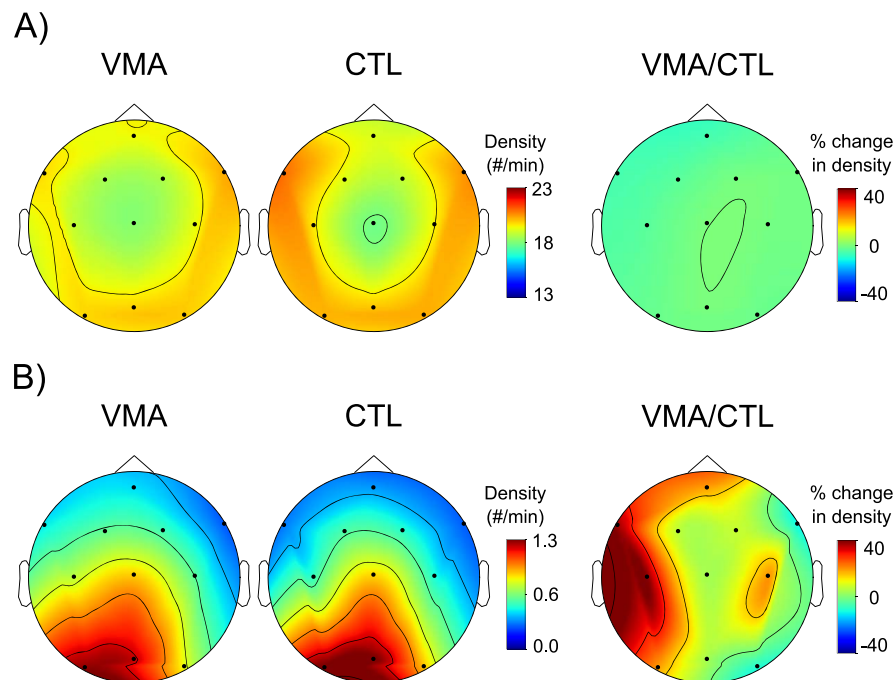 A)
VMA CTL VMA/CTL
Density
(#/min)
23
18
13
% change
in density
40
0
-40
B)
VMA CTL VMA/CTL
Density
(#/min)
1.3
0.6
0.0
% change
in density
40
0
-40